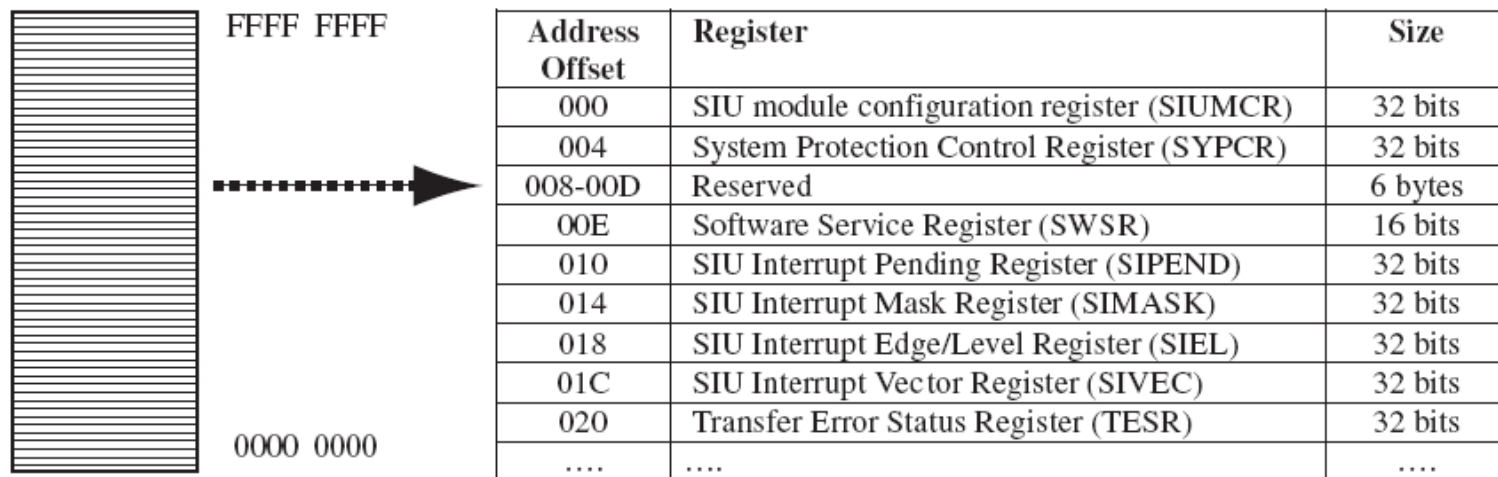 FFFF FFFF
0000 0000
Address Offset Register Size
000 SIU module configuration register (SIUMCR) 32 bits
004 System Protection Control Register (SYPCR) 32 bits
008-00D Reserved 6 bytes
00E Software Service Register (SWSR) 16 bits
010 SIU Interrupt Pending Register (SIPEND) 32 bits
014 SIU Interrupt Mask Register (SIMASK) 32 bits
018 SIU Interrupt Edge/Level Register (SIEL) 32 bits
01C SIU Interrupt Vector Register (SIVEC) 32 bits
020 Transfer Error Status Register (TESR) 32 bits
.... .... ....